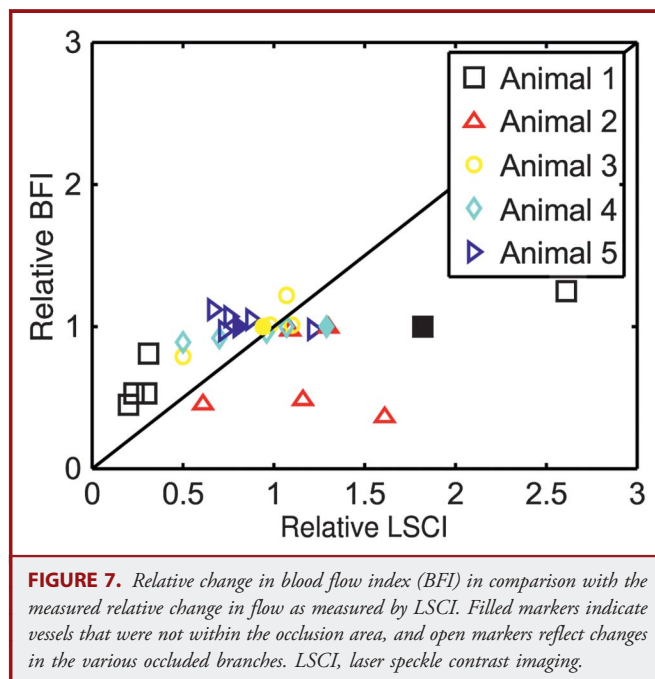 3
2
1
0
0
0.5
1
1.5
2
2.5
3
Relative BFI
Relative LSCI
Animal 1
Animal 2
Animal 3
Animal 4
Animal 5
FIGURE 7. Relative change in blood flow index (BFI) in comparison with the
measured relative change in flow as measured by LSCI. Filled markers indicate
vessels that were not within the occlusion area, and open markers reflect changes
in the various occluded branches. LSCI, laser speckle contrast imaging.